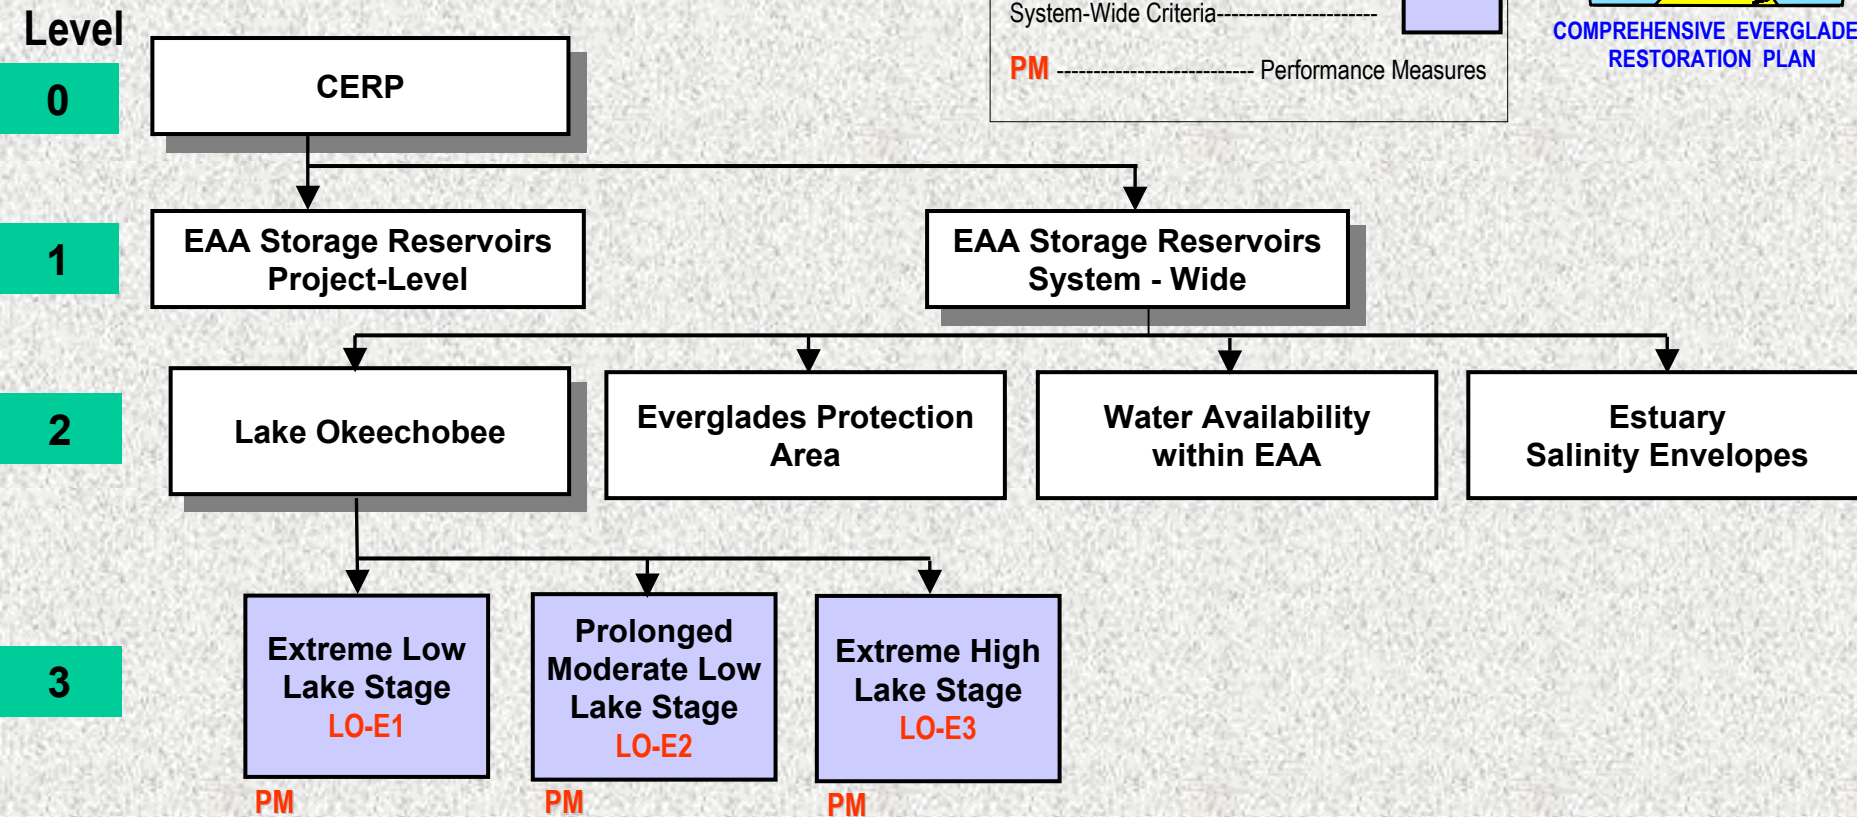 Level
System-Wide Criteria----------------------
PM --------------------------- Performance Measures
COMPREHENSIVE EVERGLADE
RESTORATION PLAN
0
CERP
1
EAA Storage Reservoirs
Project-Level
EAA Storage Reservoirs
System - Wide
2
Lake Okeechobee
Everglades Protection
Area
Water Availability
within EAA
Estuary
Salinity Envelopes
3
Extreme Low
Lake Stage
LO-E1
PM
Prolonged
Moderate Low
Lake Stage
LO-E2
PM
Extreme High
Lake Stage
LO-E3
PM